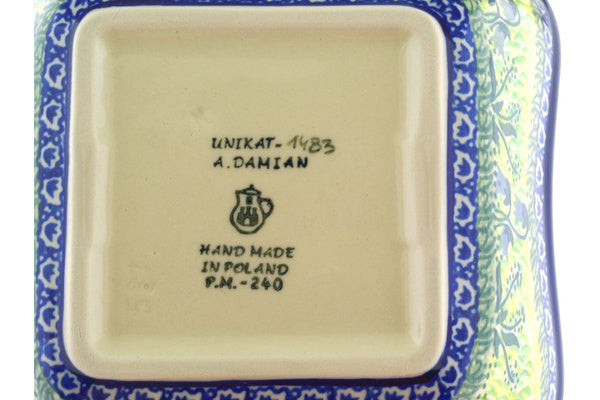 UNIKAT-1483
A.DAMIAN
HAND MADE
IN POLAND
P.M.-240